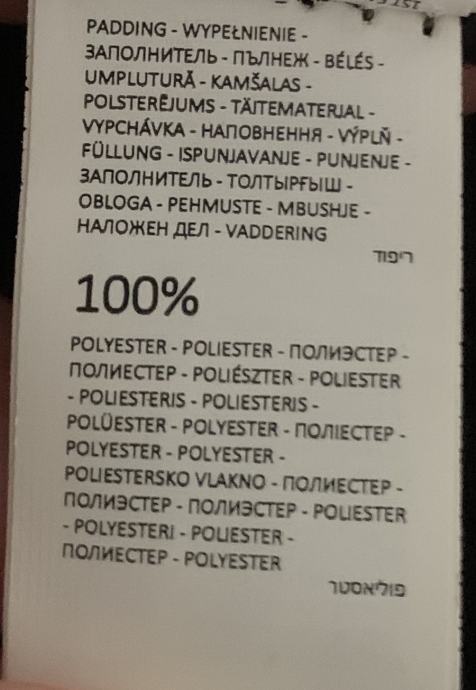 PADDING - WYPEŁNIENIE -
ЗАПОЛНИТЕЛЬ - ПЪЛНЕЖ - BÉLÉS -
UMPLUTURĂ - KAMŠALAS -
POLSTERĒJUMS - TÄITEMATERJAL -
VYPCHÁVKA - НАПОВНЕННЯ - VÝPLŇ -
FÜLLUNG - ISPUNJAVANJE - PUNJENJE -
ЗАПОЛНИТЕЛЬ - ТОЛТЫРҒЫШ -
OBLOGA - PEHMUSTE - MBUSHJE -
НАЛОЖЕН ДЕЛ - VADDERING
ריפוד
100%
POLYESTER - POLIESTER - ПОЛИЭСТЕР -
ПОЛИЕСТЕР - POLIÉSZTER - POLIESTER
- POLIESTERIS - POLIESTERIS -
POLÜESTER - POLYESTER - ПОЛІЕСТЕР -
POLYESTER - POLYESTER -
POLIESTERSKO VLAKNO - ПОЛИЕСТЕР -
ПОЛИЭСТЕР - ПОЛИЭСТЕР - POLIESTER
- POLYESTERI - POLIESTER -
ПОЛИЕСТЕР - POLYESTER
פוליאסטר